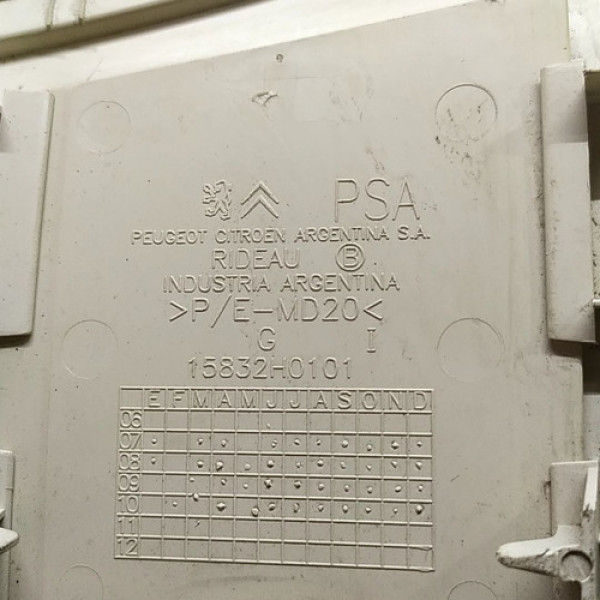 PSA
PEUGEOT CITROEN ARGENTINA S.A.
RIDEAU B
INDUSTRIA ARGENTINA
>P/E-MD20<
G I
15832H0101
E F M A M J J A S O N D
06
07
08
09
10
11
12